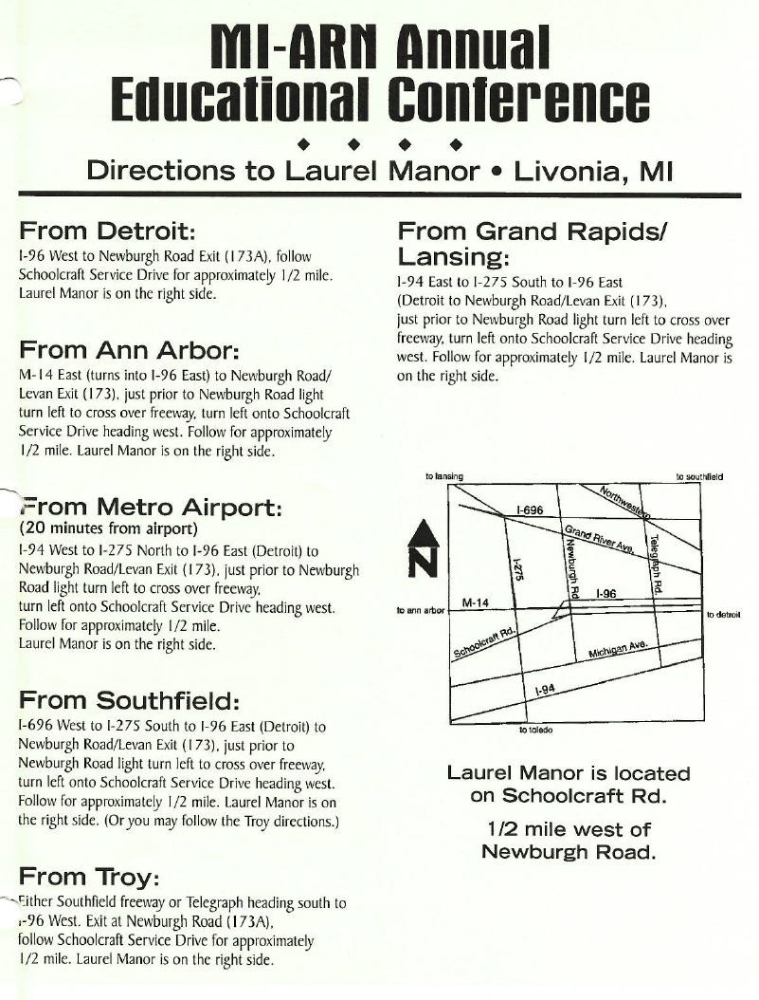 MI-ARN Annual
Educational Conference
◆ ◆ ◆ ◆
Directions to Laurel Manor • Livonia, MI
From Detroit:
I-96 West to Newburgh Road Exit (173A), follow
Schoolcraft Service Drive for approximately 1/2 mile.
Laurel Manor is on the right side.
From Ann Arbor:
M-14 East (turns into I-96 East) to Newburgh Road/
Levan Exit (173), just prior to Newburgh Road light
turn left to cross over freeway, turn left onto Schoolcraft
Service Drive heading west. Follow for approximately
1/2 mile. Laurel Manor is on the right side.
From Metro Airport:
(20 minutes from airport)
I-94 West to I-275 North to I-96 East (Detroit) to
Newburgh Road/Levan Exit (173), just prior to Newburgh
Road light turn left to cross over freeway,
turn left onto Schoolcraft Service Drive heading west.
Follow for approximately 1/2 mile.
Laurel Manor is on the right side.
From Southfield:
I-696 West to I-275 South to I-96 East (Detroit) to
Newburgh Road/Levan Exit (173), just prior to
Newburgh Road light turn left to cross over freeway,
turn left onto Schoolcraft Service Drive heading west.
Follow for approximately 1/2 mile. Laurel Manor is on
the right side. (Or you may follow the Troy directions.)
From Troy:
Either Southfield freeway or Telegraph heading south to
I-96 West. Exit at Newburgh Road (173A),
follow Schoolcraft Service Drive for approximately
1/2 mile. Laurel Manor is on the right side.
From Grand Rapids/
Lansing:
I-94 East to I-275 South to I-96 East
(Detroit to Newburgh Road/Levan Exit (173),
just prior to Newburgh Road light turn left to cross over
freeway, turn left onto Schoolcraft Service Drive heading
west. Follow for approximately 1/2 mile. Laurel Manor is
on the right side.
to lansing
to southfield
Northwestern
I-696
Grand River Ave.
N
I-275
Newburgh Rd
Telegraph Rd.
I-96
M-14
to ann arbor
to detroit
Schoolcraft Rd.
Michigan Ave.
I-94
to toledo
Laurel Manor is located
on Schoolcraft Rd.
1/2 mile west of
Newburgh Road.